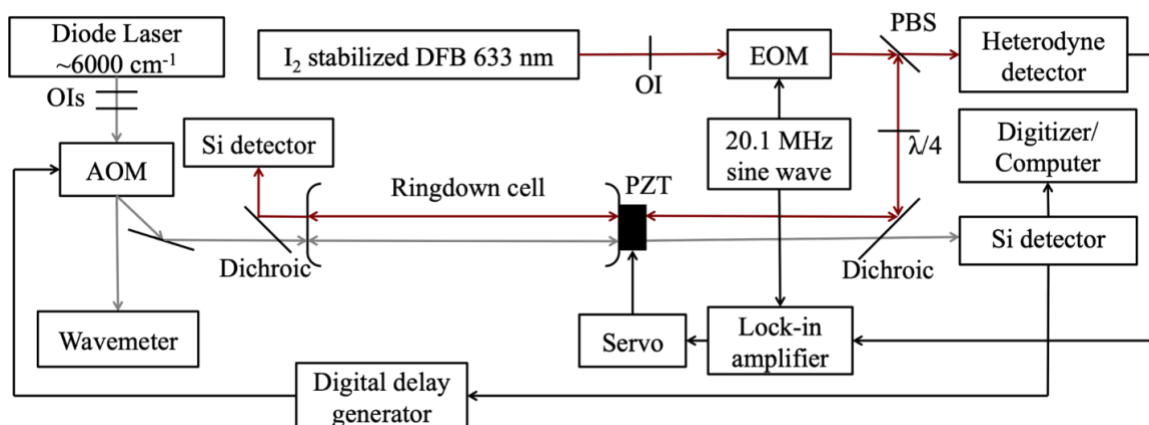 Diode Laser
~6000 cm⁻¹
OIs
AOM
Wavemeter
I₂ stabilized DFB 633 nm
OI
EOM
PBS
Heterodyne
detector
Si detector
20.1 MHz
sine wave
λ/4
Digitizer/
Computer
Ringdown cell
PZT
Dichroic
Dichroic
Si detector
Servo
Lock-in
amplifier
Digital delay
generator